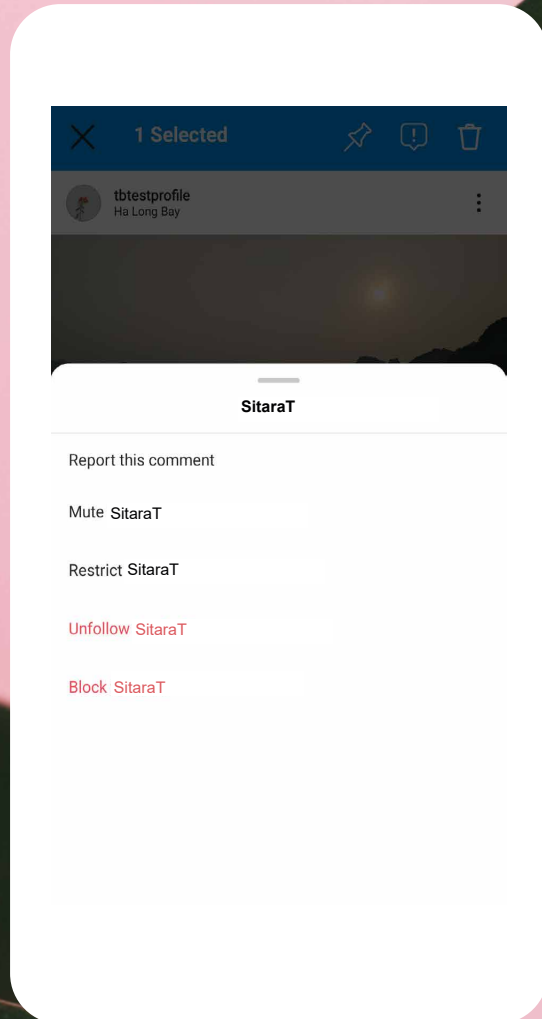 1 Selected
tbtestprofile
Ha Long Bay
SitaraT
Report this comment
Mute SitaraT
Restrict SitaraT
Unfollow SitaraT
Block SitaraT